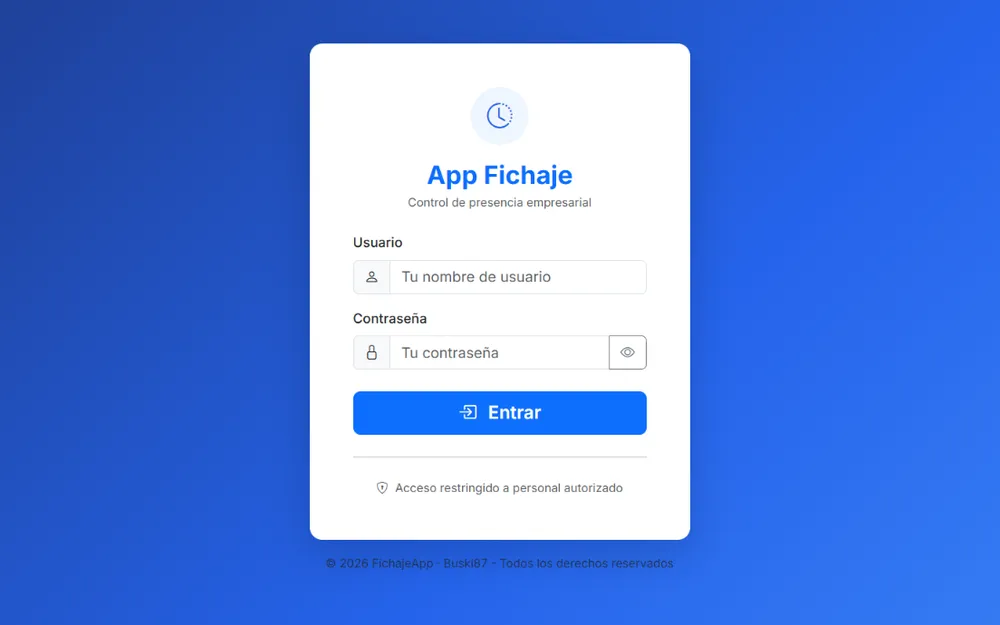 App Fichaje
Control de presencia empresarial
Usuario
Tu nombre de usuario
Contraseña
Tu contraseña
Entrar
Acceso restringido a personal autorizado
© 2026 FichajeApp · Buski87 - Todos los derechos reservados